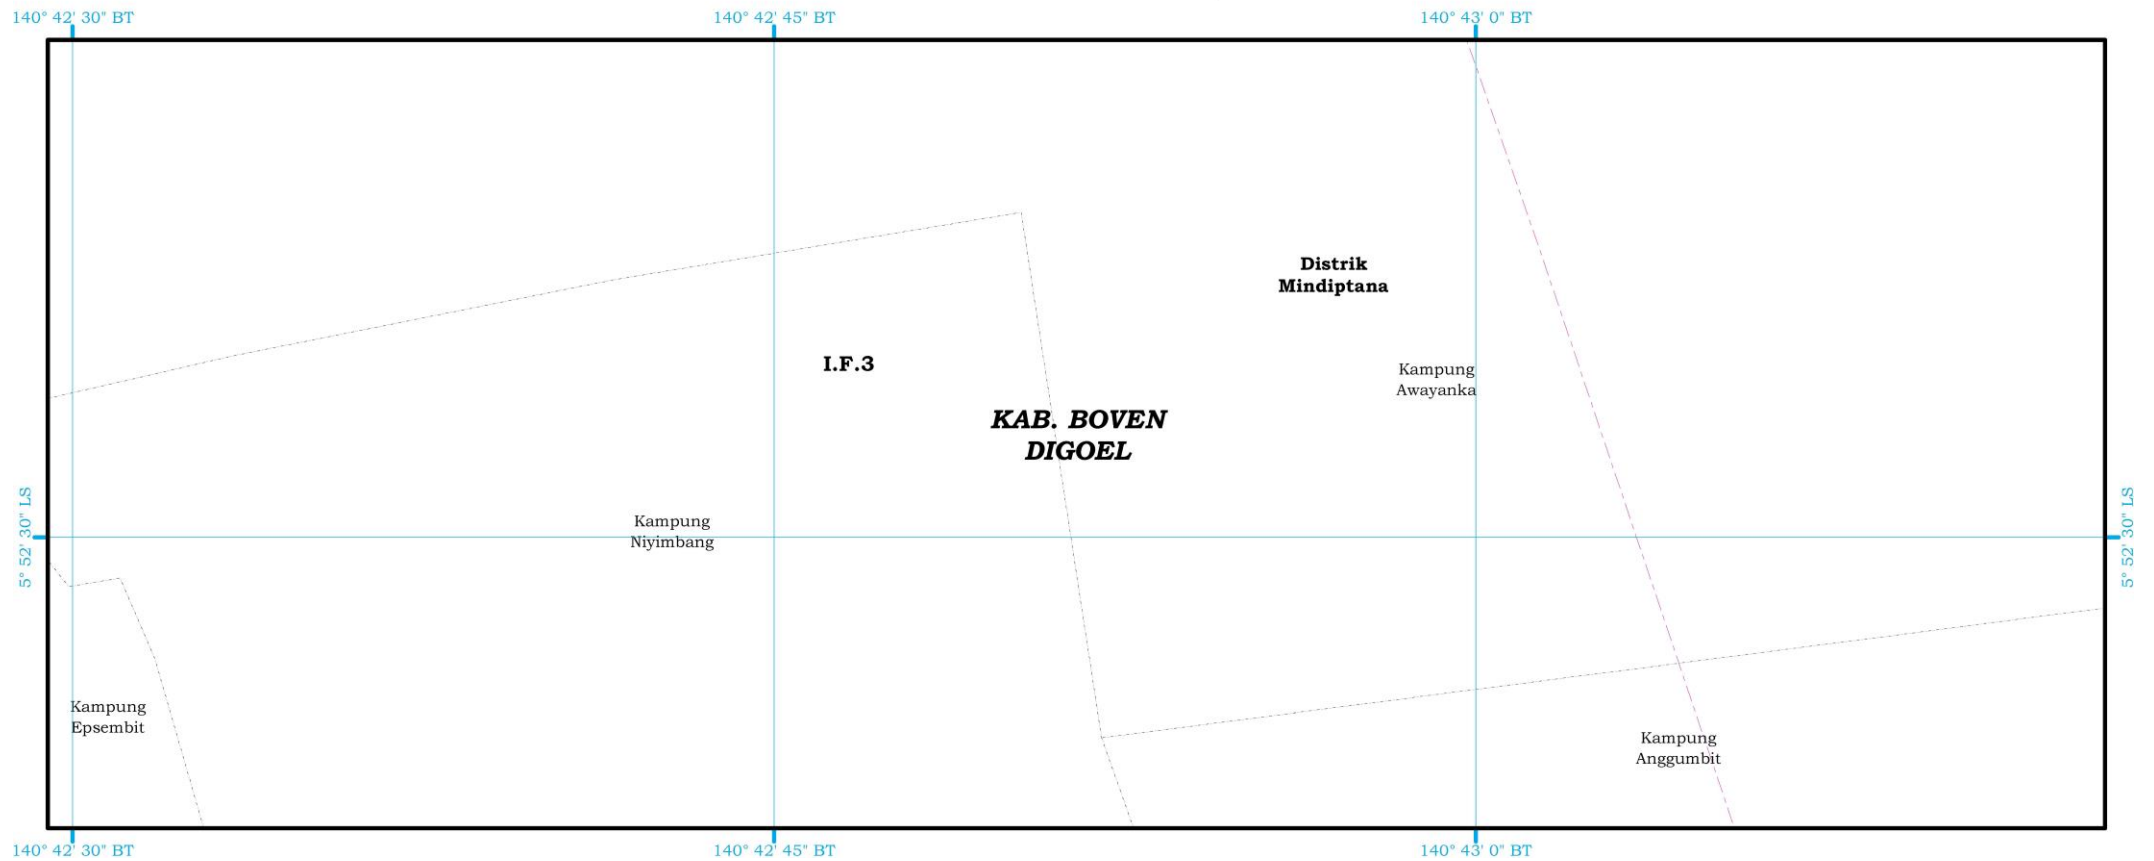 140° 42' 30" BT
140° 42' 45" BT
140° 43' 0" BT
Distrik
Mindiptana
I.F.3
Kampung
Awayanka
KAB. BOVEN
DIGOEL
5° 52' 30" LS
5° 52' 30" LS
Kampung
Niyimbang
Kampung
Epsembit
Kampung
Anggumbit
140° 42' 30" BT
140° 42' 45" BT
140° 43' 0" BT